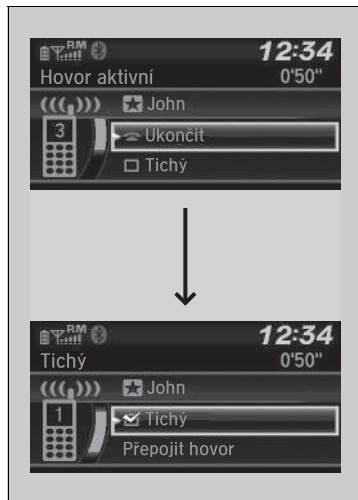 RM 12:34
Hovor aktivní 0'50"
John
3 Ukončit
Tichý
RM 12:34
Tichý 0'50"
John
1 Tichý
Přepojit hovor